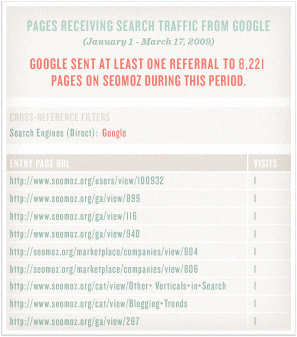 PAGES RECEIVING SEARCH TRAFFIC FROM GOOGLE
(January 1 - March 17, 2009)
GOOGLE SENT AT LEAST ONE REFERRAL TO 8,221
PAGES ON SEOMOZ DURING THIS PERIOD.
CROSS-REFERENCE FILTERS
Search Engines (Direct): Google
ENTRY PAGE URL VISITS
http://www.seomoz.org/users/view/100932 1
http://www.seomoz.org/qa/view/899 1
http://www.seomoz.org/qa/view/116 1
http://www.seomoz.org/qa/view/940 1
http://seomoz.org/marketplace/companies/view/804 1
http://seomoz.org/marketplace/companies/view/806 1
http://www.seomoz.org/cat/view/Other+ Verticals+in+Search 1
http://www.seomoz.org/cat/view/Blogging+Trends 1
http://www.seomoz.org/qa/view/267 1